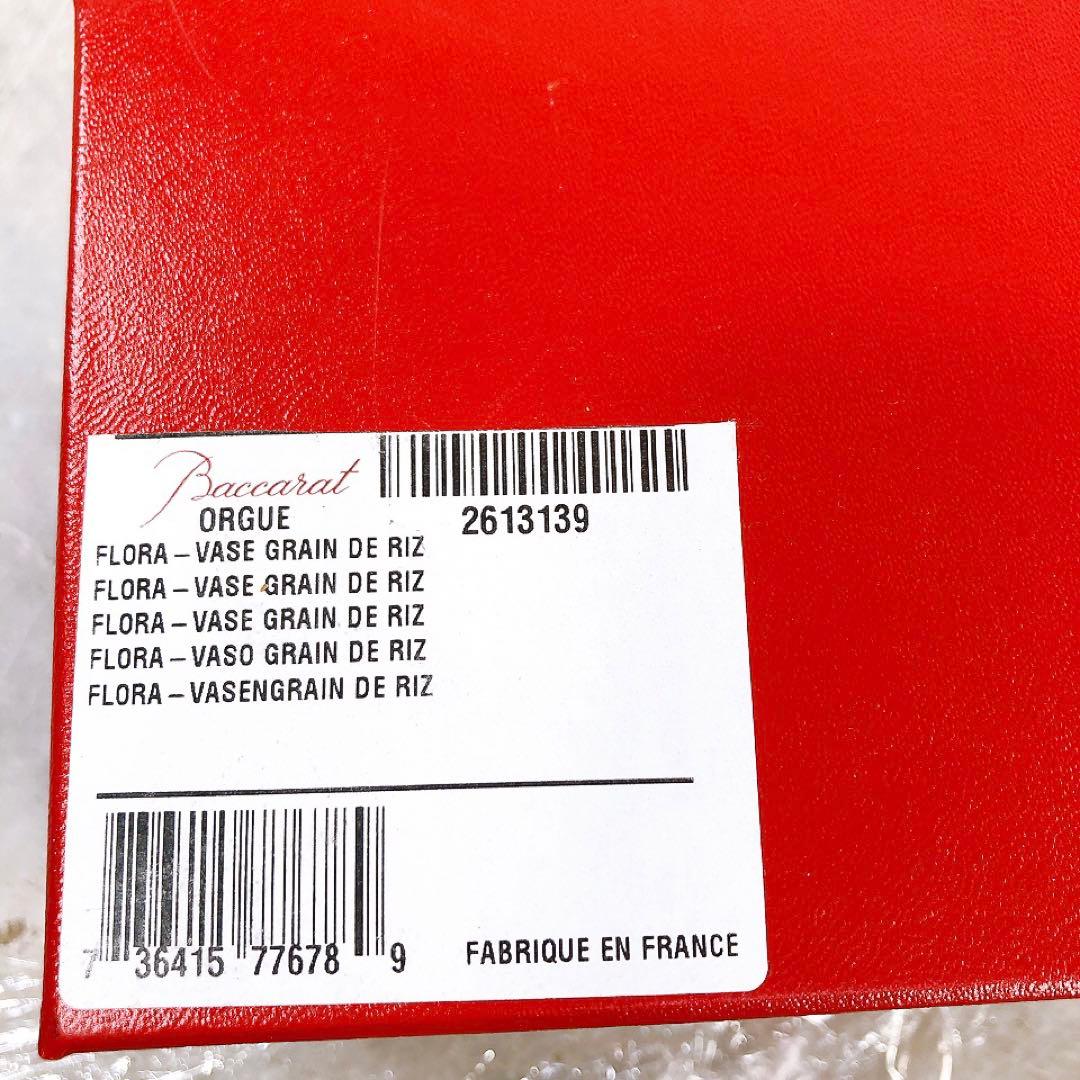 Baccarat
ORGUE 2613139
FLORA – VASE GRAIN DE RIZ
FLORA – VASE GRAIN DE RIZ
FLORA – VASE GRAIN DE RIZ
FLORA – VASO GRAIN DE RIZ
FLORA – VASENGRAIN DE RIZ
7 36415 77678 9
FABRIQUE EN FRANCE